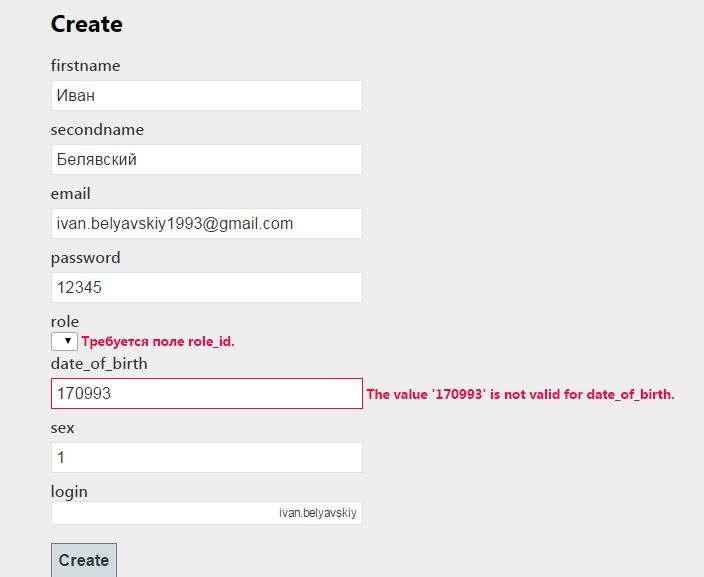 Create
firstname
Иван
secondname
Белявский
email
ivan.belyavskiy1993@gmail.com
password
12345
role
Требуется поле role_id.
date_of_birth
170993 The value '170993' is not valid for date_of_birth.
sex
1
login
ivan.belyavskiy
Create